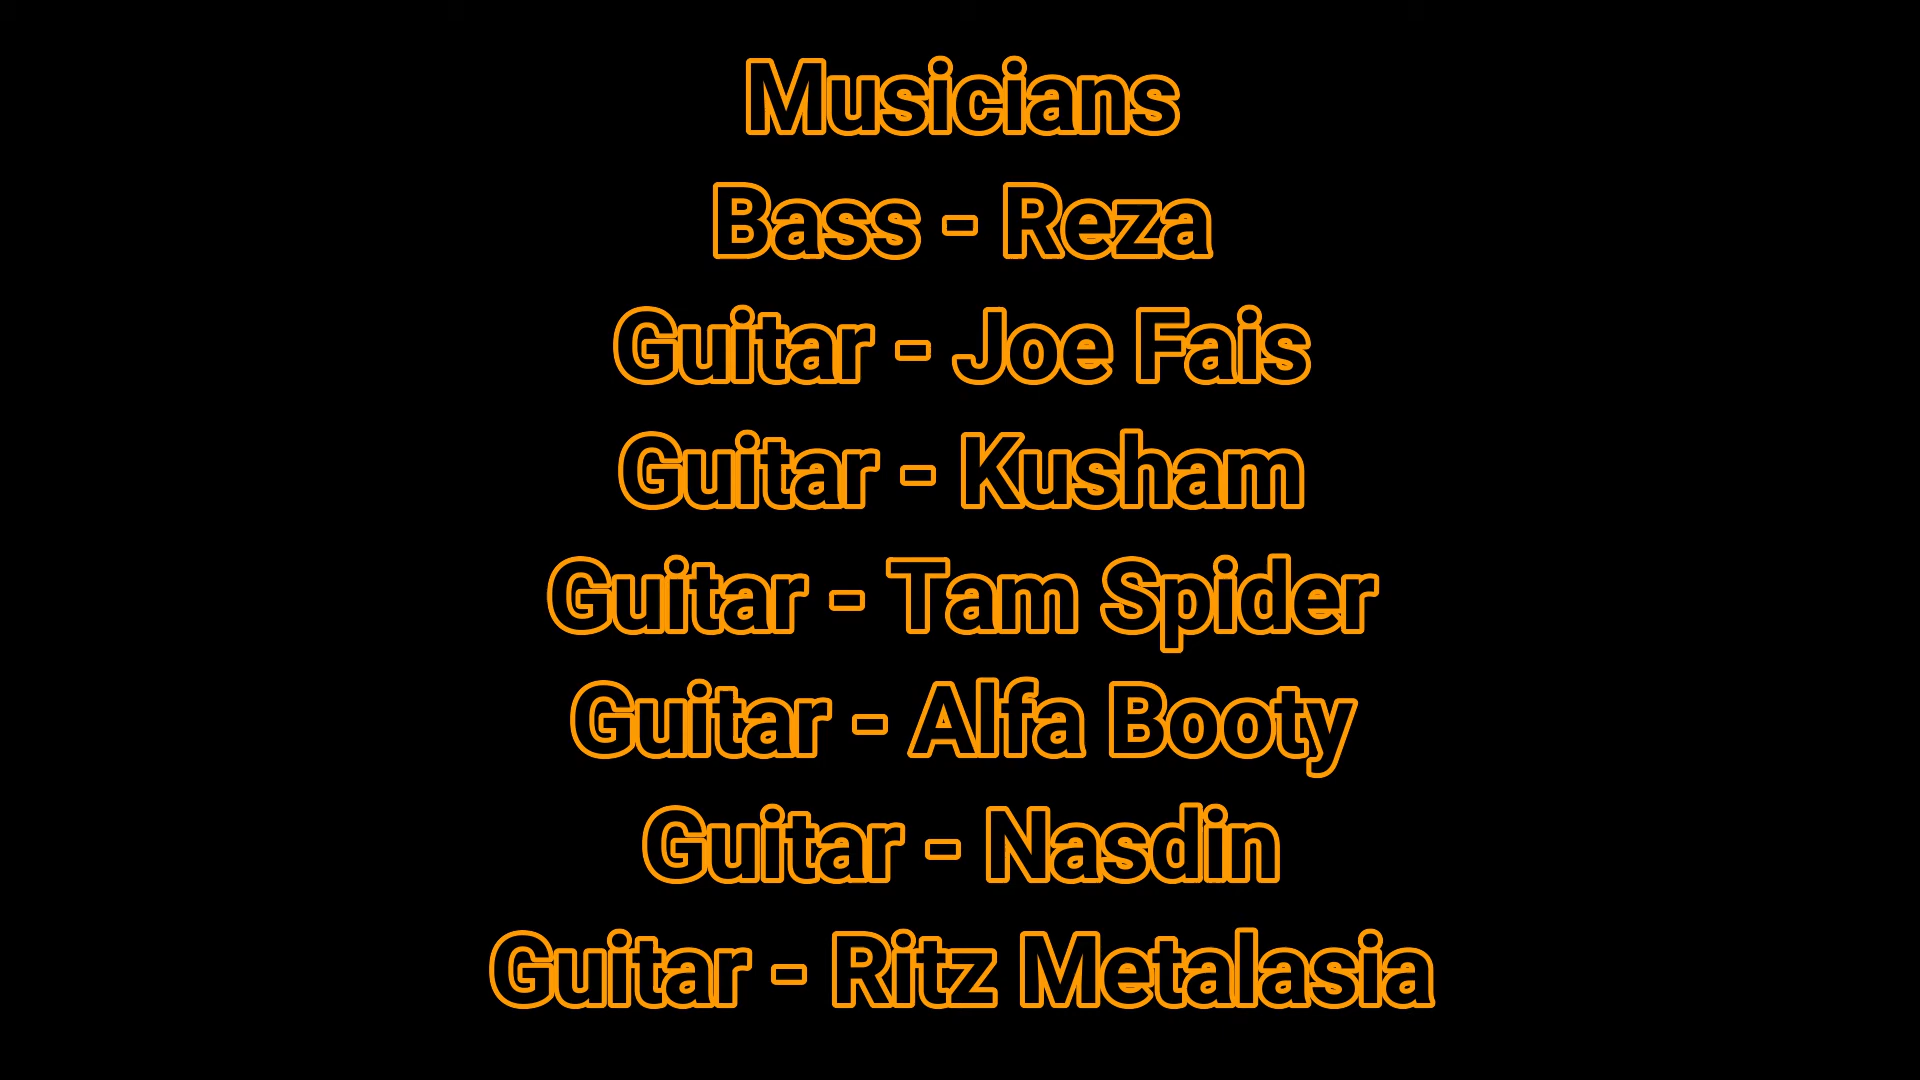 Musicians
Bass - Reza
Guitar - Joe Fais
Guitar - Kusham
Guitar - Tam Spider
Guitar - Alfa Booty
Guitar - Nasdin
Guitar - Ritz Metalasia